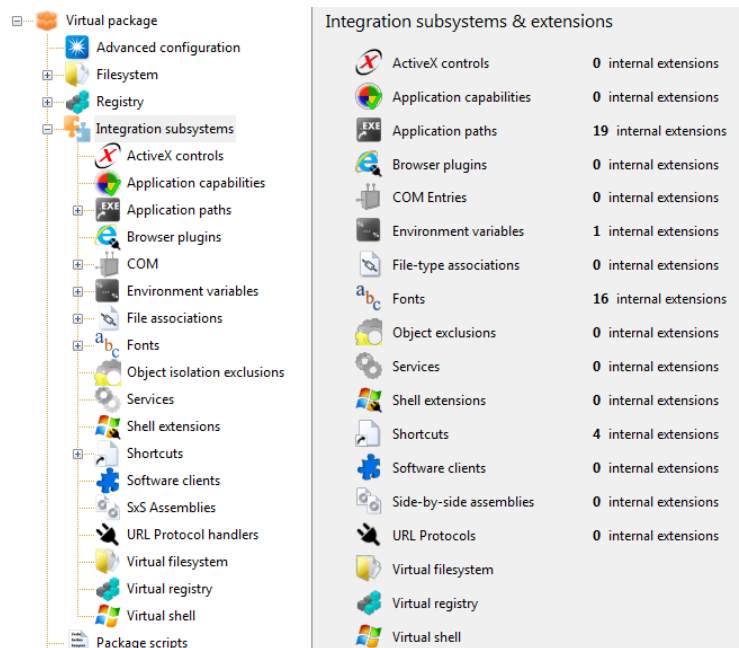 Virtual package
Advanced configuration
Filesystem
Registry
Integration subsystems
ActiveX controls
Application capabilities
Application paths
Browser plugins
COM
Environment variables
File associations
Fonts
Object isolation exclusions
Services
Shell extensions
Shortcuts
Software clients
SxS Assemblies
URL Protocol handlers
Virtual filesystem
Virtual registry
Virtual shell
Package scripts
Integration subsystems & extensions
ActiveX controls 0 internal extensions
Application capabilities 0 internal extensions
.EXE Application paths 19 internal extensions
Browser plugins 0 internal extensions
COM Entries 0 internal extensions
Environment variables 1 internal extensions
File-type associations 0 internal extensions
abc Fonts 16 internal extensions
Object exclusions 0 internal extensions
Services 0 internal extensions
Shell extensions 0 internal extensions
Shortcuts 4 internal extensions
Software clients 0 internal extensions
Side-by-side assemblies 0 internal extensions
URL Protocols 0 internal extensions
Virtual filesystem
Virtual registry
Virtual shell